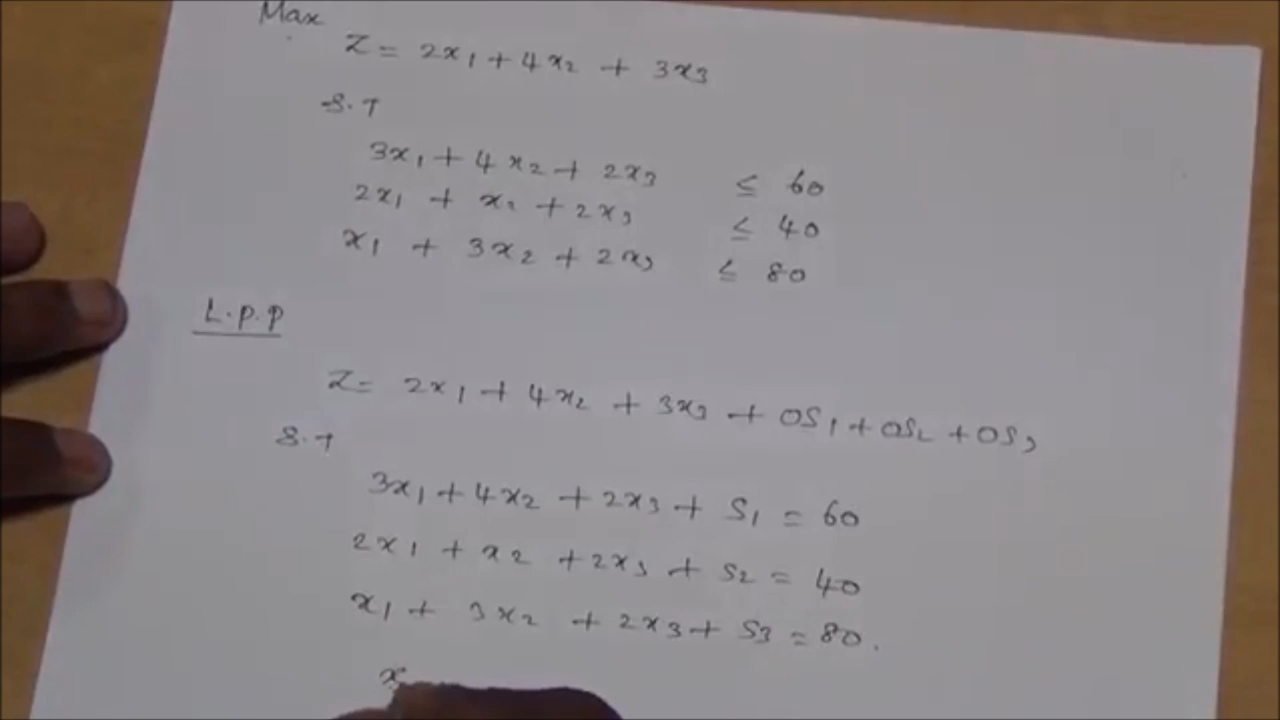 Max
Z = 2x₁ + 4x₂ + 3x₃
S.T
3x₁ + 4x₂ + 2x₃ ≤ 60
2x₁ + x₂ + 2x₃ ≤ 40
x₁ + 3x₂ + 2x₃ ≤ 80
L.P.P
Z = 2x₁ + 4x₂ + 3x₃ + 0S₁ + 0S₂ + 0S₃
S.T
3x₁ + 4x₂ + 2x₃ + S₁ = 60
2x₁ + x₂ + 2x₃ + S₂ = 40
x₁ + 3x₂ + 2x₃ + S₃ = 80.
x